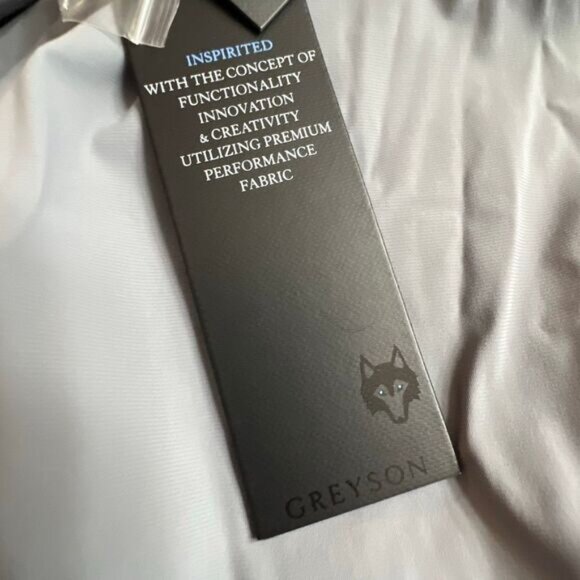 INSPIRITED
WITH THE CONCEPT OF
FUNCTIONALITY
INNOVATION
& CREATIVITY
UTILIZING PREMIUM
PERFORMANCE
FABRIC
GREYSON